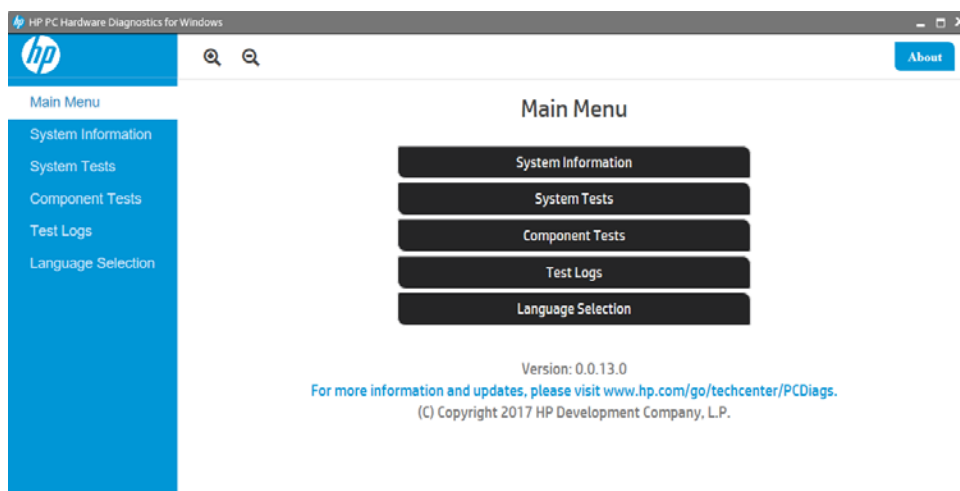 HP PC Hardware Diagnostics for Windows
hp
About
Main Menu
System Information
System Tests
Component Tests
Test Logs
Language Selection
Main Menu
System Information
System Tests
Component Tests
Test Logs
Language Selection
Version: 0.0.13.0
For more information and updates, please visit www.hp.com/go/techcenter/PCDiags.
(C) Copyright 2017 HP Development Company, L.P.